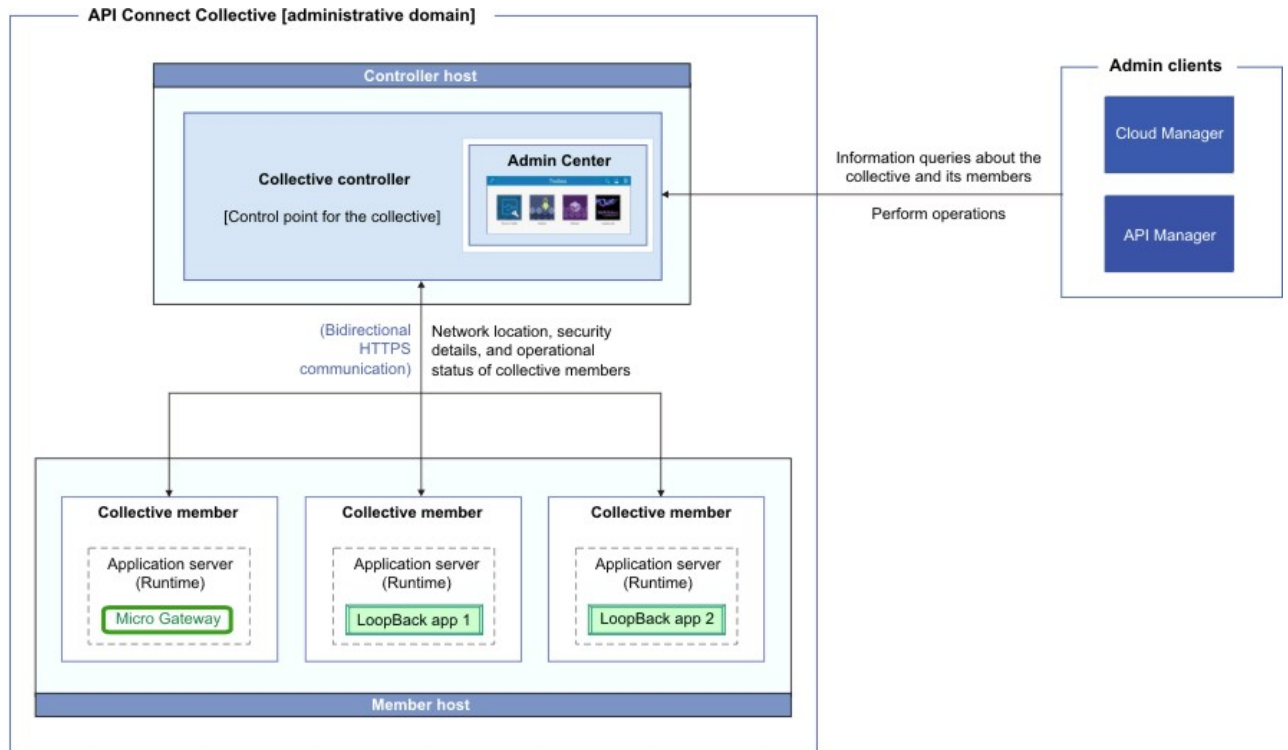 API Connect Collective [administrative domain]
Controller host
Collective controller
[Control point for the collective]
Admin Center
Toolbox
Information queries about the
collective and its members
Perform operations
Admin clients
Cloud Manager
API Manager
(Bidirectional
HTTPS
communication)
Network location, security
details, and operational
status of collective members
Collective member
Application server
(Runtime)
Micro Gateway
Collective member
Application server
(Runtime)
LoopBack app 1
Collective member
Application server
(Runtime)
LoopBack app 2
Member host